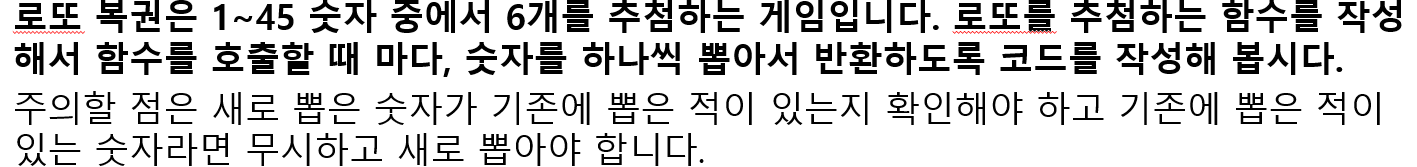 로또 복권은 1~45 숫자 중에서 6개를 추첨하는 게임입니다. 로또를 추첨하는 함수를 작성
해서 함수를 호출할 때 마다, 숫자를 하나씩 뽑아서 반환하도록 코드를 작성해 봅시다.
주의할 점은 새로 뽑은 숫자가 기존에 뽑은 적이 있는지 확인해야 하고 기존에 뽑은 적이
있는 숫자라면 무시하고 새로 뽑아야 합니다.